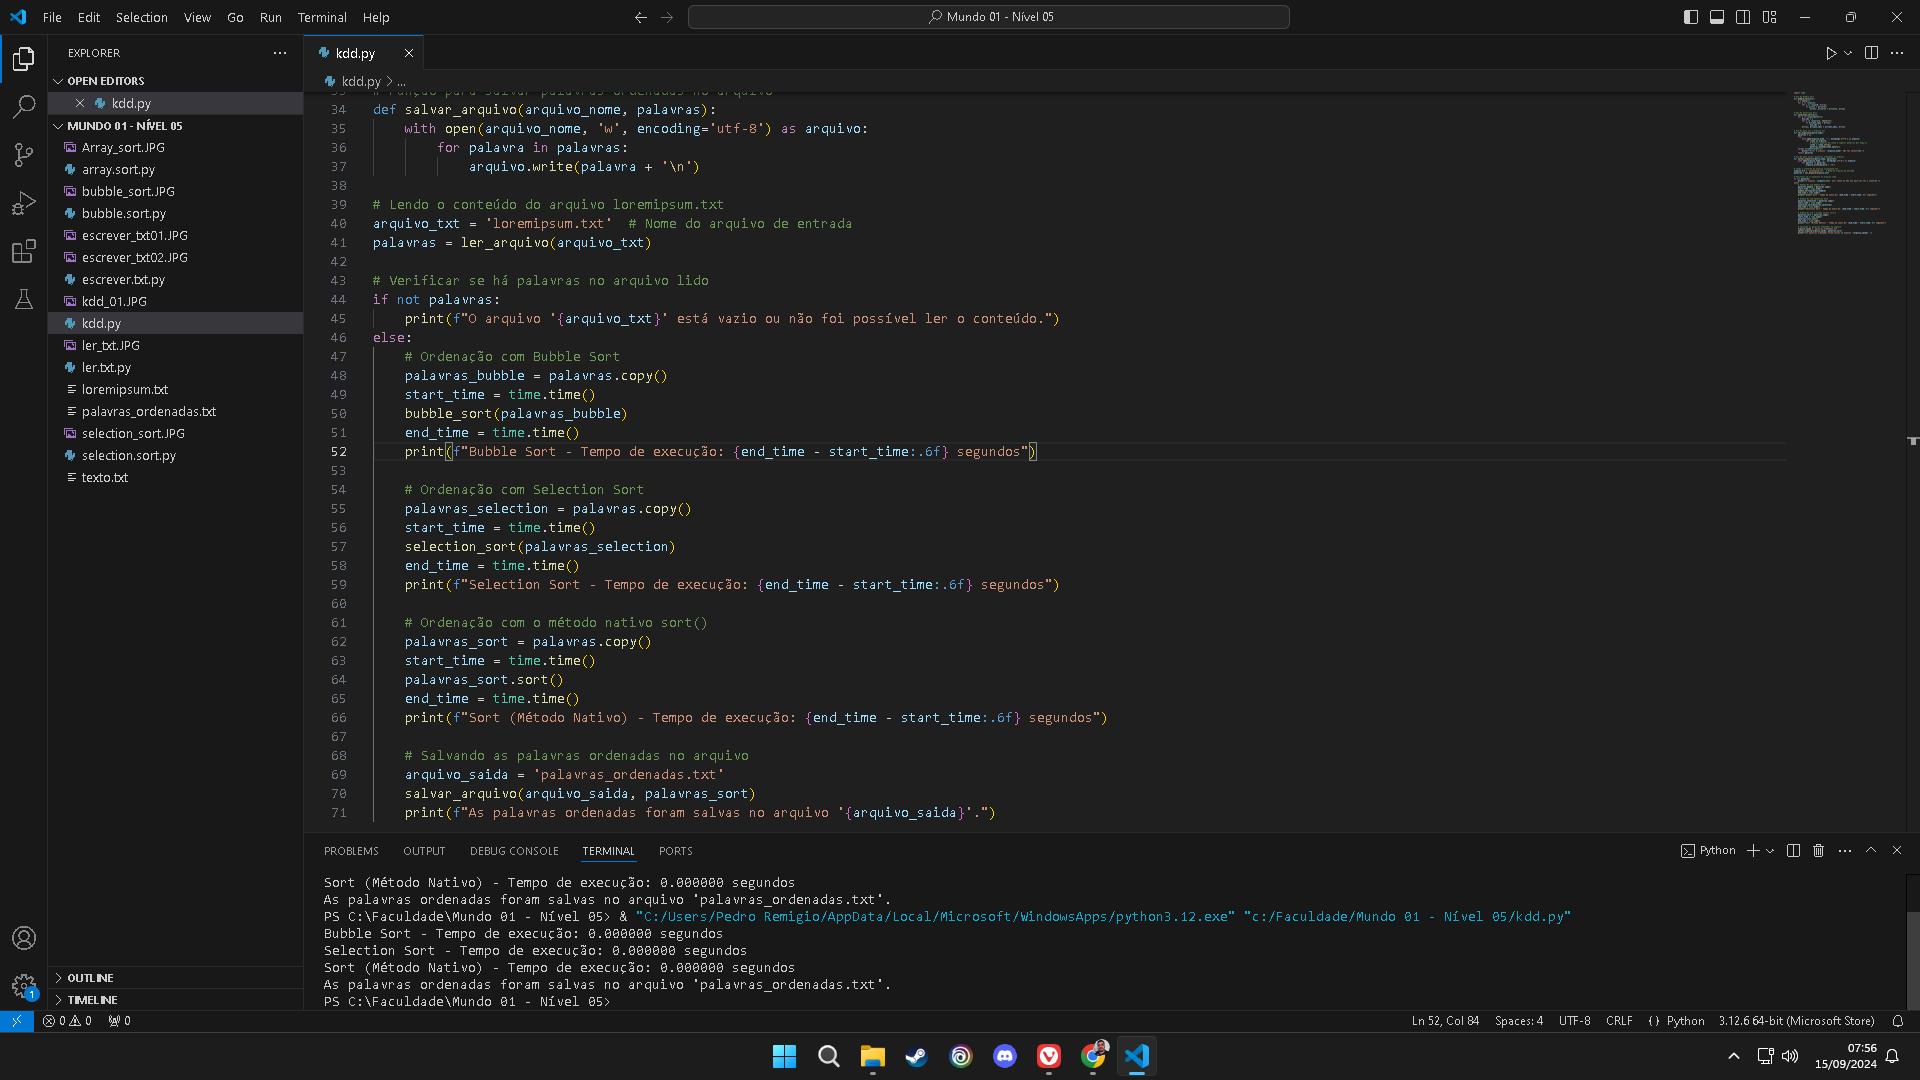 File Edit Selection View Go Run Terminal Help
Mundo 01 - Nível 05
EXPLORER
OPEN EDITORS
kdd.py
MUNDO 01 - NÍVEL 05
Array_sort.JPG
array.sort.py
bubble_sort.JPG
bubble.sort.py
escrever_txt01.JPG
escrever_txt02.JPG
escrever.txt.py
kdd_01.JPG
kdd.py
ler_txt.JPG
ler.txt.py
loremipsum.txt
palavras_ordenadas.txt
selection_sort.JPG
selection.sort.py
texto.txt
OUTLINE
TIMELINE
kdd.py
kdd.py > ...
33 # Função para salvar palavras ordenadas no arquivo
34 def salvar_arquivo(arquivo_nome, palavras):
35     with open(arquivo_nome, 'w', encoding='utf-8') as arquivo:
36         for palavra in palavras:
37             arquivo.write(palavra + '\n')
38
39 # Lendo o conteúdo do arquivo loremipsum.txt
40 arquivo_txt = 'loremipsum.txt'  # Nome do arquivo de entrada
41 palavras = ler_arquivo(arquivo_txt)
42
43 # Verificar se há palavras no arquivo lido
44 if not palavras:
45     print(f"O arquivo '{arquivo_txt}' está vazio ou não foi possível ler o conteúdo.")
46 else:
47     # Ordenação com Bubble Sort
48     palavras_bubble = palavras.copy()
49     start_time = time.time()
50     bubble_sort(palavras_bubble)
51     end_time = time.time()
52     print(f"Bubble Sort - Tempo de execução: {end_time - start_time:.6f} segundos")
53
54     # Ordenação com Selection Sort
55     palavras_selection = palavras.copy()
56     start_time = time.time()
57     selection_sort(palavras_selection)
58     end_time = time.time()
59     print(f"Selection Sort - Tempo de execução: {end_time - start_time:.6f} segundos")
60
61     # Ordenação com o método nativo sort()
62     palavras_sort = palavras.copy()
63     start_time = time.time()
64     palavras_sort.sort()
65     end_time = time.time()
66     print(f"Sort (Método Nativo) - Tempo de execução: {end_time - start_time:.6f} segundos")
67
68     # Salvando as palavras ordenadas no arquivo
69     arquivo_saida = 'palavras_ordenadas.txt'
70     salvar_arquivo(arquivo_saida, palavras_sort)
71     print(f"As palavras ordenadas foram salvas no arquivo '{arquivo_saida}'.")
PROBLEMS OUTPUT DEBUG CONSOLE TERMINAL PORTS
Python
Sort (Método Nativo) - Tempo de execução: 0.000000 segundos
As palavras ordenadas foram salvas no arquivo 'palavras_ordenadas.txt'.
PS C:\Faculdade\Mundo 01 - Nível 05> & "C:/Users/Pedro Remigio/AppData/Local/Microsoft/WindowsApps/python3.12.exe" "c:/Faculdade/Mundo 01 - Nível 05/kdd.py"
Bubble Sort - Tempo de execução: 0.000000 segundos
Selection Sort - Tempo de execução: 0.000000 segundos
Sort (Método Nativo) - Tempo de execução: 0.000000 segundos
As palavras ordenadas foram salvas no arquivo 'palavras_ordenadas.txt'.
PS C:\Faculdade\Mundo 01 - Nível 05>
1
0 0 0
Ln 52, Col 84 Spaces: 4 UTF-8 CRLF {} Python 3.12.6 64-bit (Microsoft Store)
07:56
15/09/2024